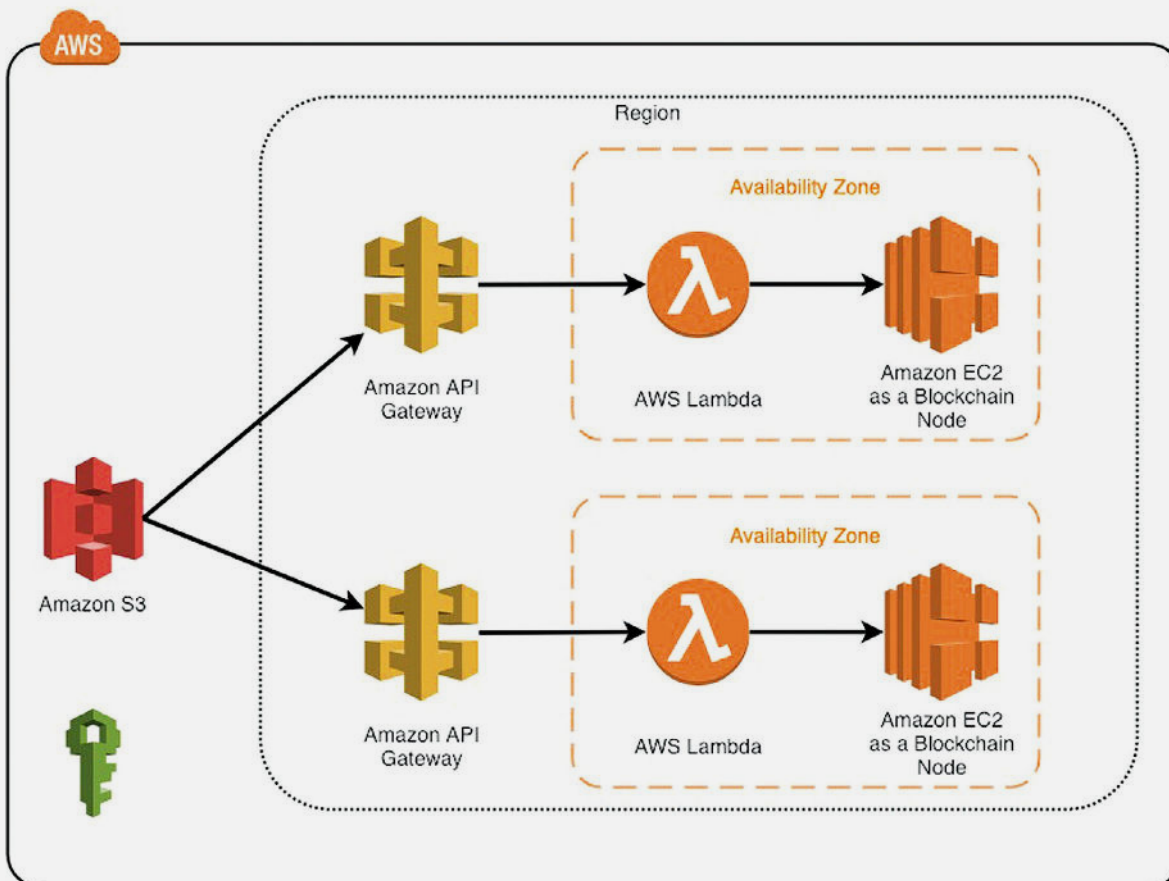 AWS
Region
Availability Zone
Amazon API
Gateway
AWS Lambda
Amazon EC2
as a Blockchain
Node
Amazon S3
Availability Zone
Amazon API
Gateway
AWS Lambda
Amazon EC2
as a Blockchain
Node